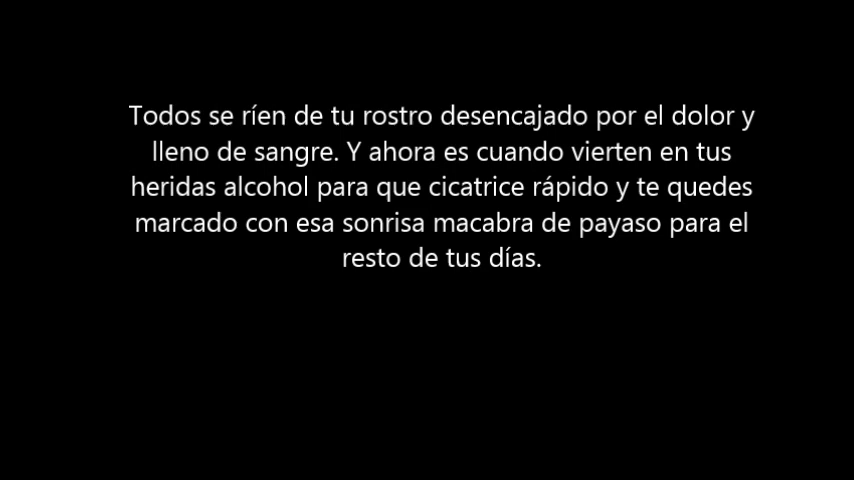 Todos se ríen de tu rostro desencajado por el dolor y
lleno de sangre. Y ahora es cuando vierten en tus
heridas alcohol para que cicatrice rápido y te quedes
marcado con esa sonrisa macabra de payaso para el
resto de tus días.